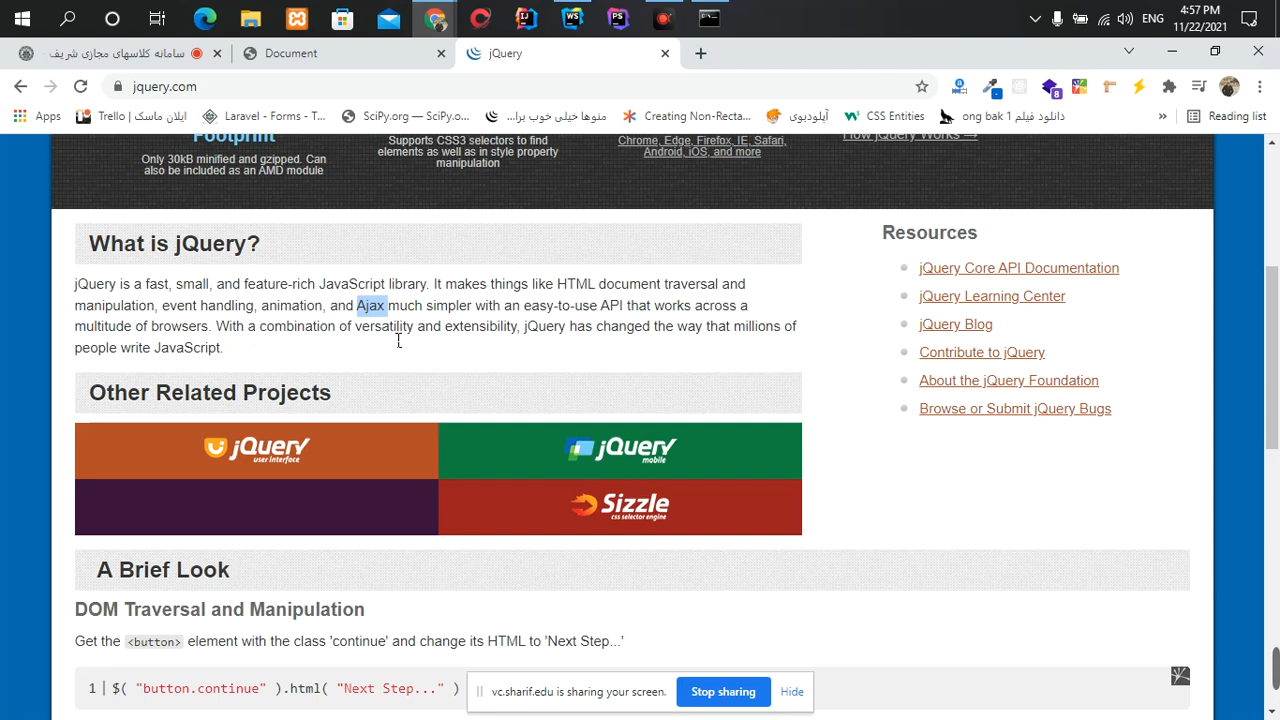 4:57 PM
ENG
11/22/2021
سامانه کلاسهای مجازی شریف
Document
jQuery
jquery.com
Apps
ایلان ماسک | Trello
Laravel - Forms - T...
SciPy.org — SciPy.o...
منوها خیلی خوب برا...
Creating Non-Recta...
آپلودبوی
CSS Entities
دانلود فیلم ong bak 1
Reading list
8
Footprint
Only 30kB minified and gzipped. Can
also be included as an AMD module
Supports CSS3 selectors to find
elements as well as in style property
manipulation
Chrome, Edge, Firefox, IE, Safari,
Android, iOS, and more
How jQuery Works →
What is jQuery?
jQuery is a fast, small, and feature-rich JavaScript library. It makes things like HTML document traversal and
manipulation, event handling, animation, and Ajax much simpler with an easy-to-use API that works across a
multitude of browsers. With a combination of versatility and extensibility, jQuery has changed the way that millions of
people write JavaScript.
Resources
jQuery Core API Documentation
jQuery Learning Center
jQuery Blog
Contribute to jQuery
About the jQuery Foundation
Browse or Submit jQuery Bugs
Other Related Projects
jQuery
user interface
jQuery
mobile
Sizzle
css selector engine
A Brief Look
DOM Traversal and Manipulation
Get the <button> element with the class 'continue' and change its HTML to 'Next Step...'
1 $( "button.continue" ).html( "Next Step..." )
vc.sharif.edu is sharing your screen.
Stop sharing
Hide